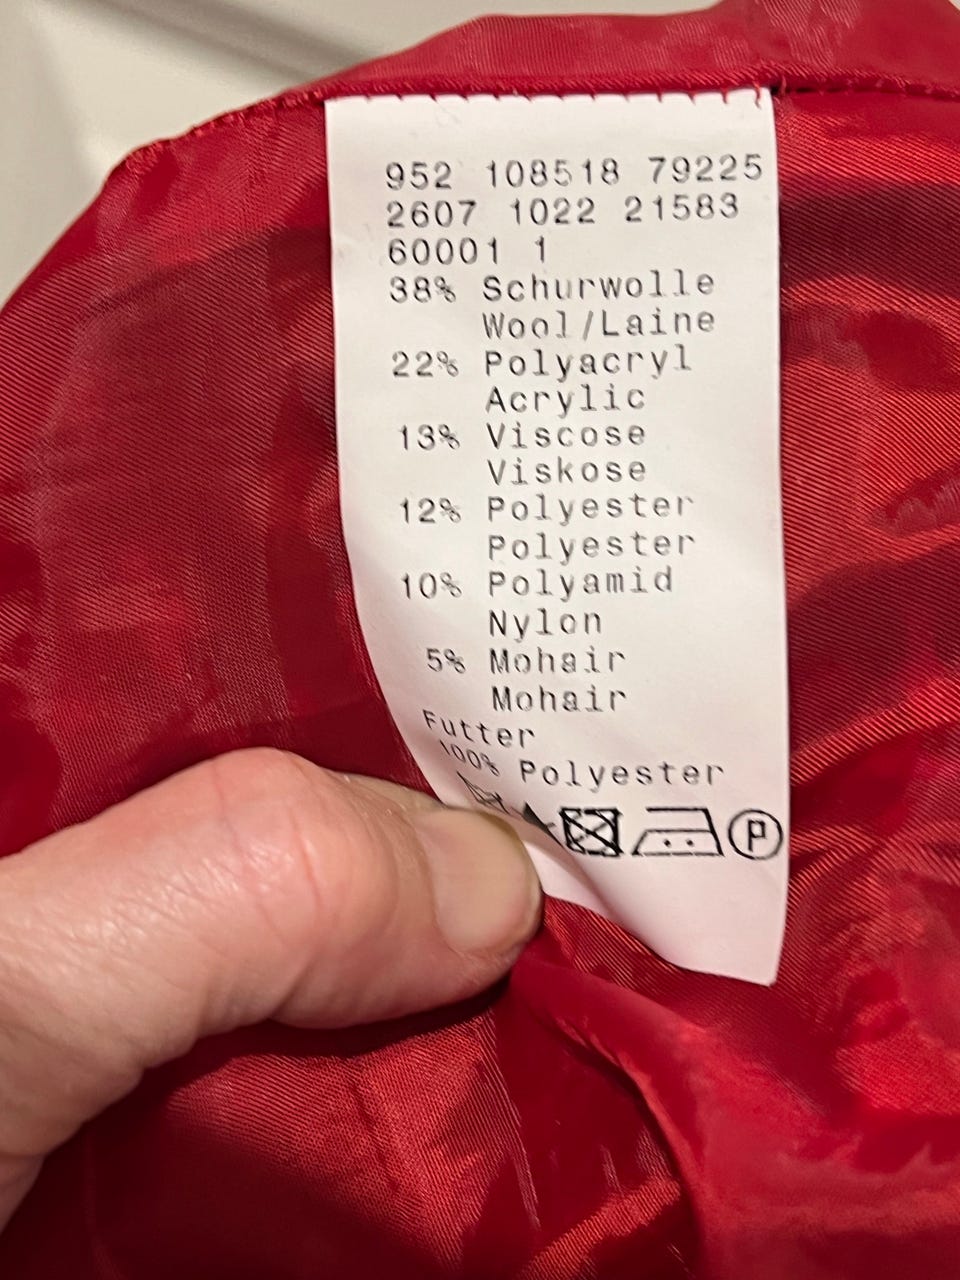 952 108518 79225
2607 1022 21583
60001 1
38% Schurwolle
Wool/Laine
22% Polyacryl
Acrylic
13% Viscose
Viskose
12% Polyester
Polyester
10% Polyamid
Nylon
5% Mohair
Mohair
Futter
100% Polyester
P